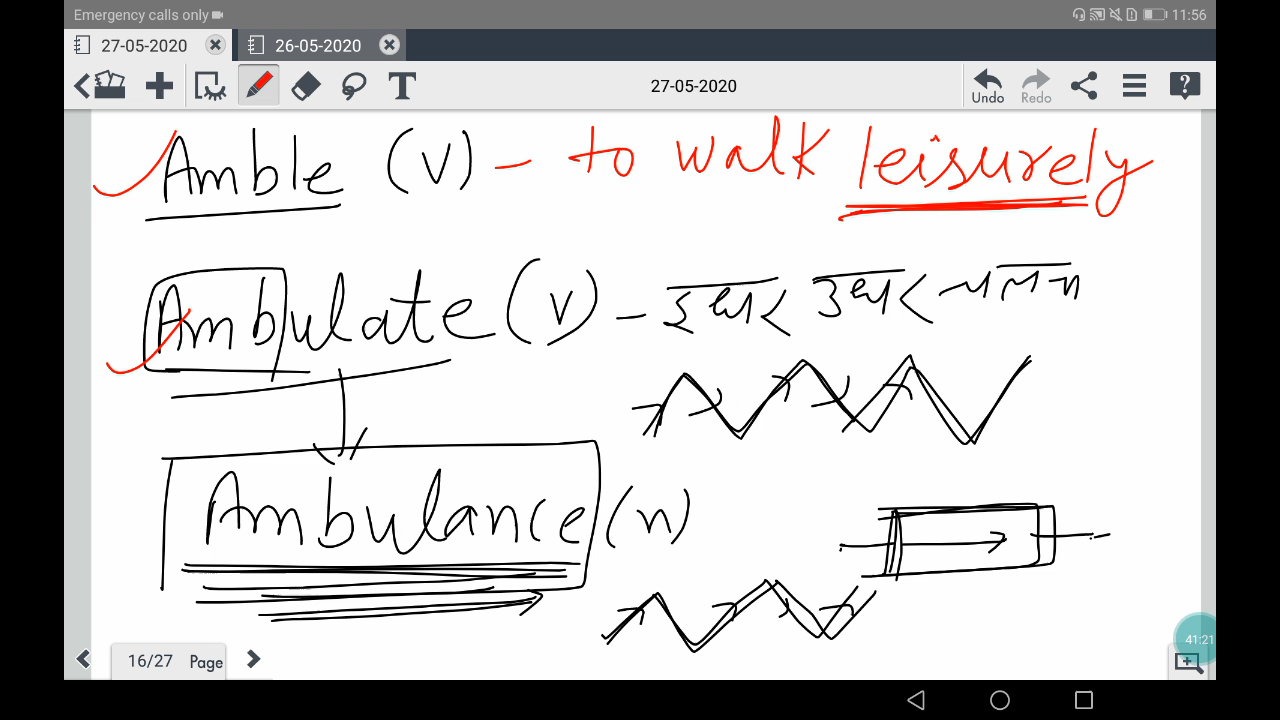 Emergency calls only 11:56
27-05-2020 26-05-2020
T 27-05-2020 Undo Redo ?
Amble (v) - to walk leisurely
Ambulate (v) - इधर उधर
Ambulance (n)
41:21
16/27 Page